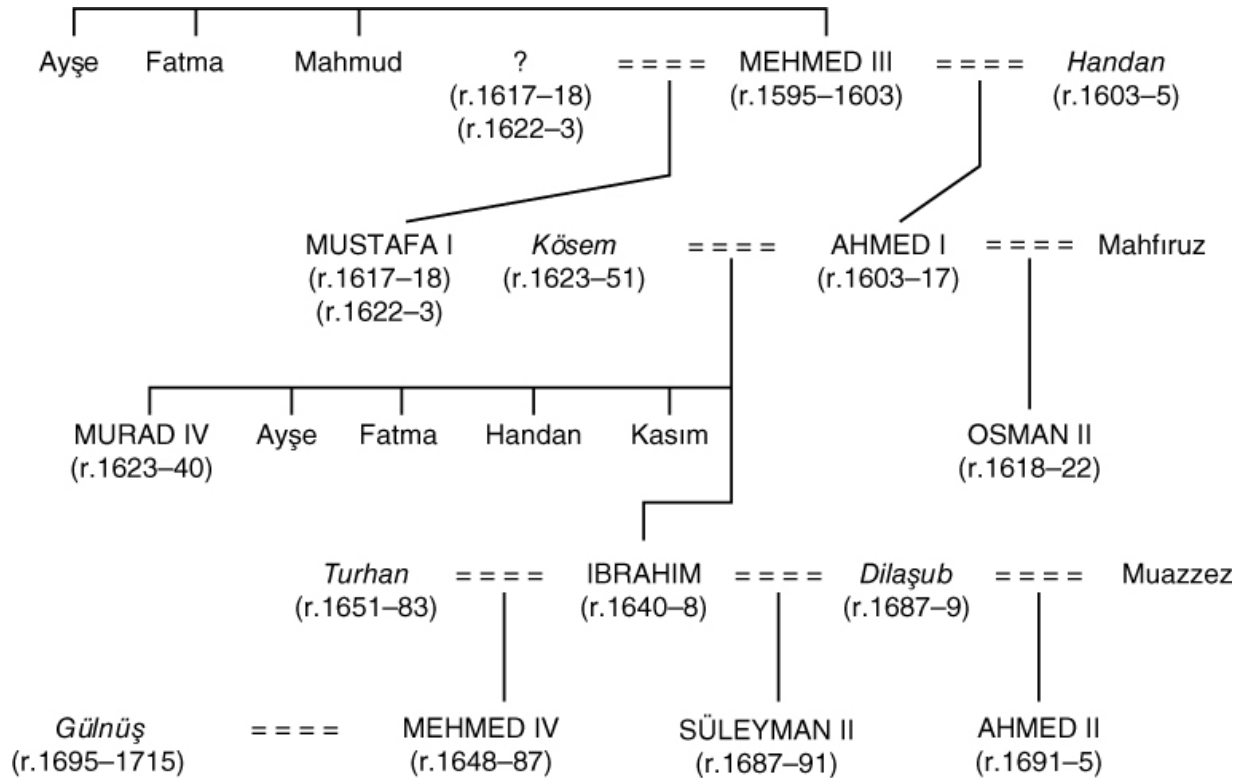 Ayşe Fatma Mahmud ? = = = = MEHMED III = = = = Handan
(r.1617–18) (r.1595–1603) (r.1603–5)
(r.1622–3)
MUSTAFA I Kösem = = = = AHMED I = = = = Mahfıruz
(r.1617–18) (r.1623–51) (r.1603–17)
(r.1622–3)
MURAD IV Ayşe Fatma Handan Kasım OSMAN II
(r.1623–40) (r.1618–22)
Turhan = = = = IBRAHIM = = = = Dilaşub = = = = Muazzez
(r.1651–83) (r.1640–8) (r.1687–9)
Gülnüş = = = = MEHMED IV SÜLEYMAN II AHMED II
(r.1695–1715) (r.1648–87) (r.1687–91) (r.1691–5)